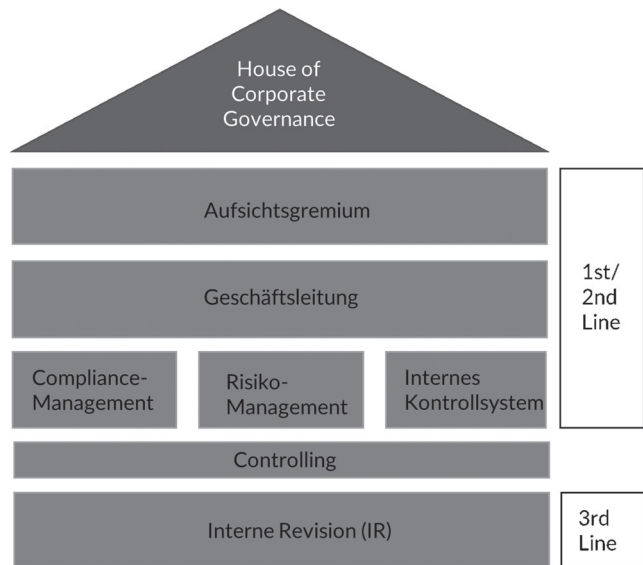 House of
Corporate
Governance
Aufsichtsgremium
Geschäftsleitung
1st/
2nd
Line
Compliance-
Management
Risiko-
Management
Internes
Kontrollsystem
Controlling
Interne Revision (IR)
3rd
Line